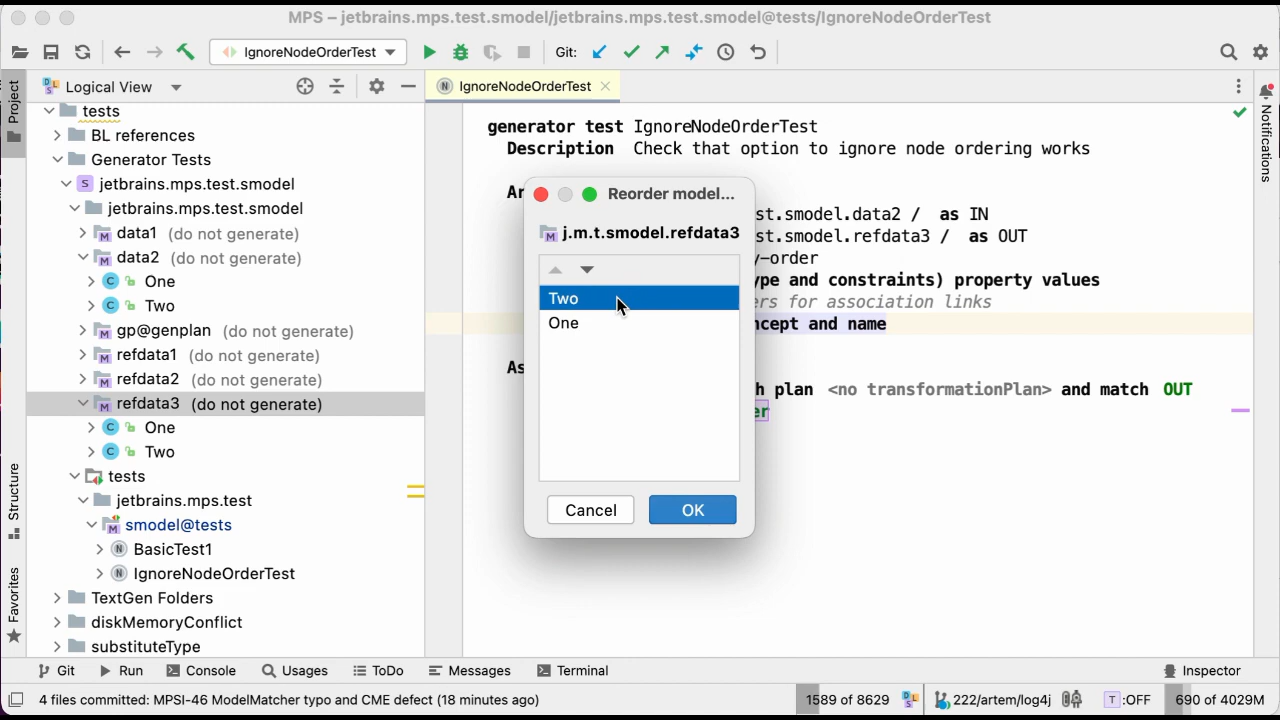 MPS – jetbrains.mps.test.smodel/jetbrains.mps.test.smodel@tests/IgnoreNodeOrderTest
IgnoreNodeOrderTest
Git:
Project
Logical View
tests
BL references
Generator Tests
S jetbrains.mps.test.smodel
jetbrains.mps.test.smodel
data1 (do not generate)
data2 (do not generate)
C One
C Two
gp@genplan (do not generate)
refdata1 (do not generate)
refdata2 (do not generate)
refdata3 (do not generate)
C One
C Two
tests
jetbrains.mps.test
smodel@tests
N BasicTest1
N IgnoreNodeOrderTest
TextGen Folders
diskMemoryConflict
substituteType
Structure
Favorites
N IgnoreNodeOrderTest
generator test IgnoreNodeOrderTest
Description Check that option to ignore node ordering works
Ar
st.smodel.data2 / as IN
st.smodel.refdata3 / as OUT
y-order
ype and constraints) property values
ers for association links
ncept and name
As
h plan <no transformationPlan> and match OUT
er
Reorder model...
j.m.t.smodel.refdata3
Two
One
Cancel
OK
Notifications
Git
Run
Console
Usages
ToDo
Messages
Terminal
Inspector
4 files committed: MPSI-46 ModelMatcher typo and CME defect (18 minutes ago)
1589 of 8629
222/artem/log4j
T :OFF
690 of 4029M